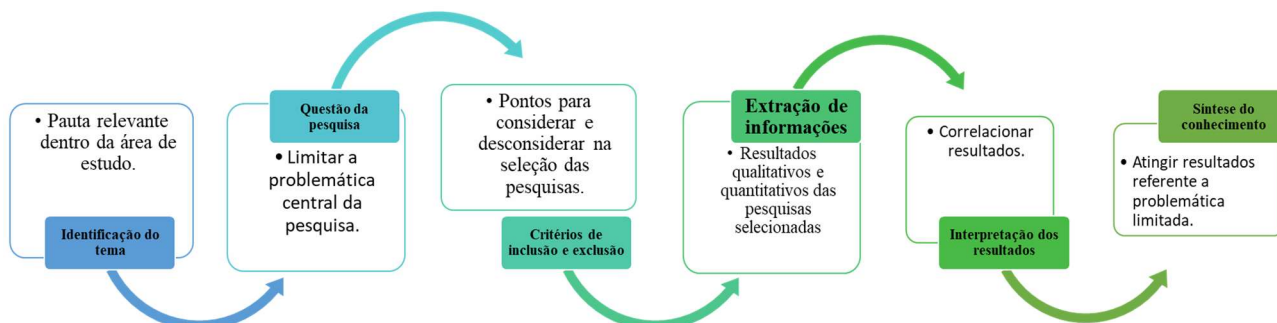 • Pauta relevante
dentro da área de
estudo.
Identificação do
tema
Questão da
pesquisa
• Limitar a
problemática
central da
pesquisa.
• Pontos para
considerar e
desconsiderar na
seleção das
pesquisas.
Critérios de
inclusão e exclusão
Extração de
informações
• Resultados
qualitativos e
quantitativos das
pesquisas
selecionadas
• Correlacionar
resultados.
Interpretação dos
resultados
Síntese do
conhecimento
• Atingir resultados
referente a
problemática
limitada.